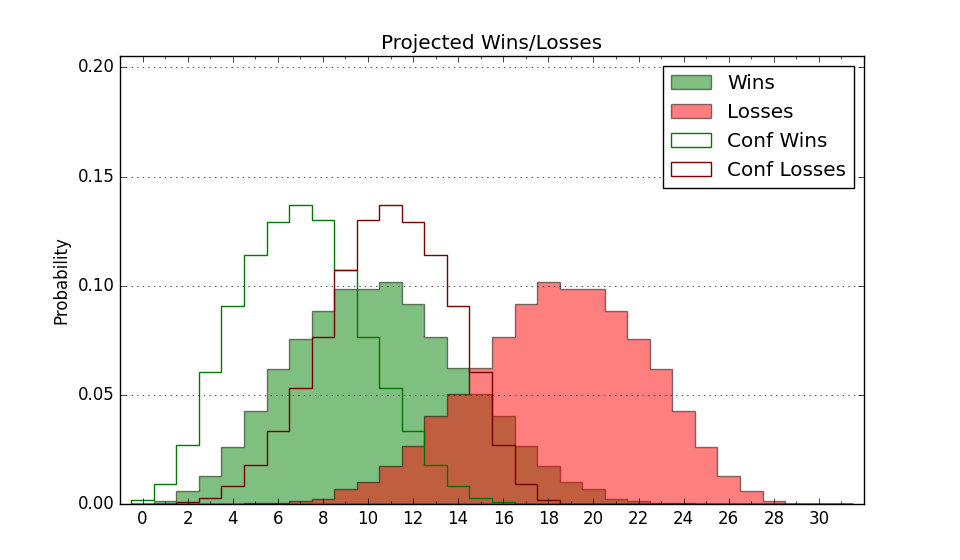 Projected Wins/Losses
0.20
0.15
0.10
0.05
0.00
Probability
Wins
Losses
Conf Wins
Conf Losses
0 2 4 6 8 10 12 14 16 18 20 22 24 26 28 30